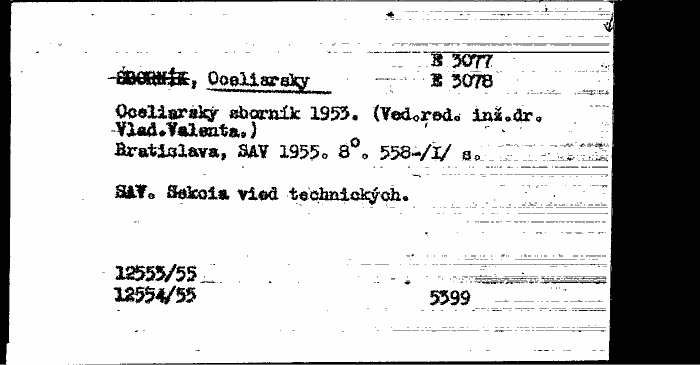 E 3077
SBORNÍK, Oceliarsky E 3078
Oceliarský sborník 1953. (Ved.red. inž.dr.
Vlad.Valenta.)
Bratislava, SAV 1955. 8°. 558-/I/ s.
SAV. Sekcia vied technických.
12553/55
12554/55 5399